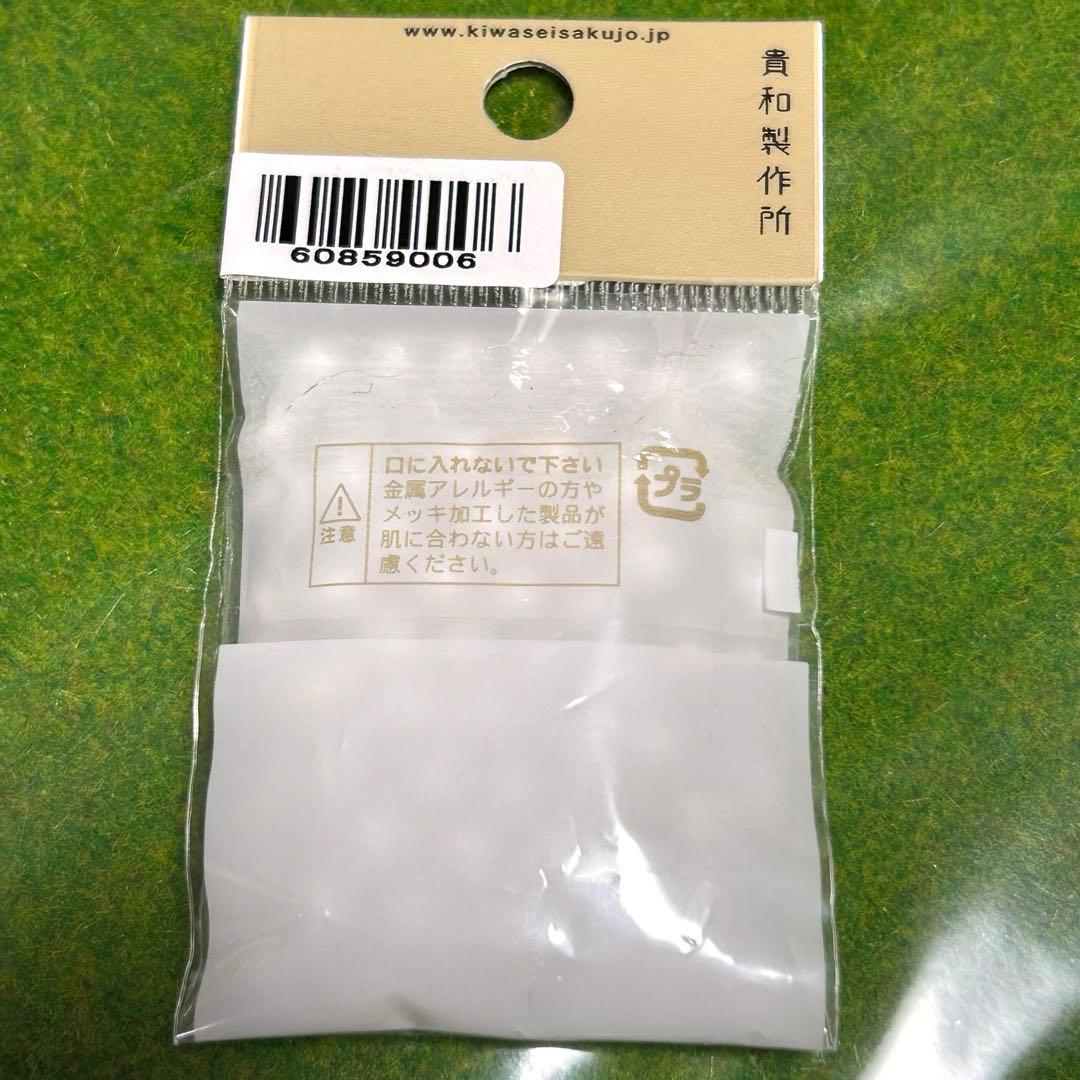 www.kiwaseisakujo.jp
貴和製作所
60859006
注意
口に入れないで下さい
金属アレルギーの方や
メッキ加工した製品が
肌に合わない方はご遠
慮ください。
プラ